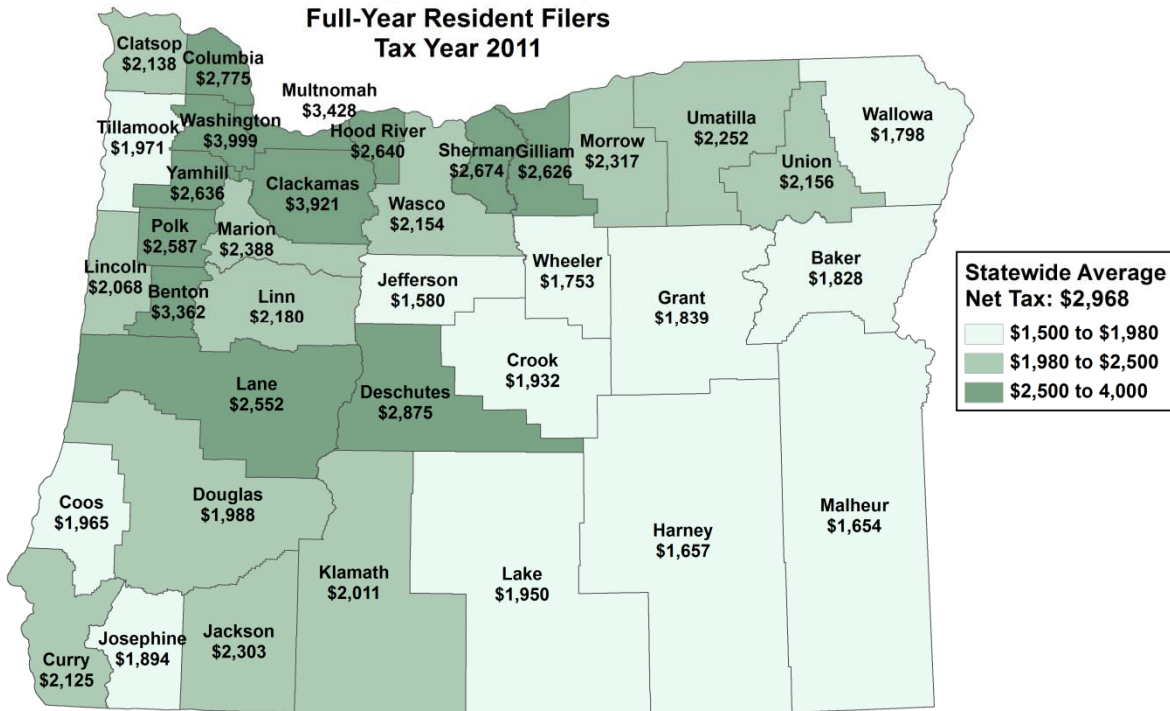 Full-Year Resident Filers
Tax Year 2011
Clatsop
$2,138
Columbia
$2,775
Multnomah
$3,428
Tillamook
$1,971
Washington
$3,999
Hood River
$2,640
Sherman
$2,674
Gilliam
$2,626
Morrow
$2,317
Umatilla
$2,252
Union
$2,156
Wallowa
$1,798
Yamhill
$2,636
Clackamas
$3,921
Wasco
$2,154
Polk
$2,587
Marion
$2,388
Lincoln
$2,068
Benton
$3,362
Linn
$2,180
Jefferson
$1,580
Wheeler
$1,753
Grant
$1,839
Baker
$1,828
Lane
$2,552
Deschutes
$2,875
Crook
$1,932
Coos
$1,965
Douglas
$1,988
Klamath
$2,011
Lake
$1,950
Harney
$1,657
Malheur
$1,654
Curry
$2,125
Josephine
$1,894
Jackson
$2,303
Statewide Average
Net Tax: $2,968
$1,500 to $1,980
$1,980 to $2,500
$2,500 to 4,000